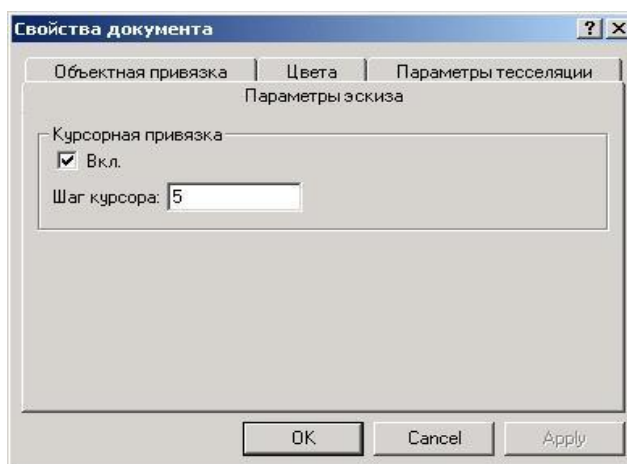 Свойства документа
Объектная привязка Цвета Параметры тесселяции
Параметры эскиза
Курсорная привязка
Вкл.
Шаг курсора: 5
OK Cancel Apply